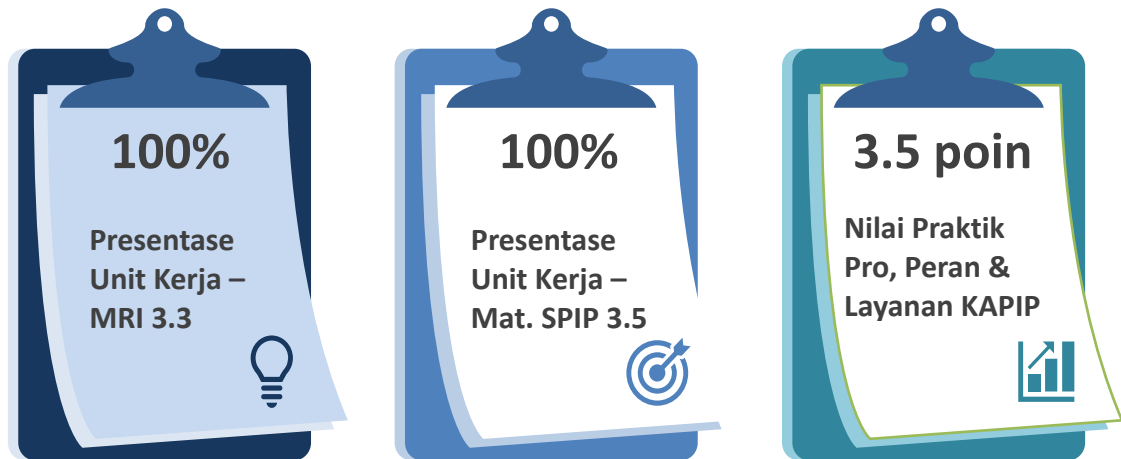 100%
Presentase
Unit Kerja –
MRI 3.3
100%
Presentase
Unit Kerja –
Mat. SPIP 3.5
3.5 poin
Nilai Praktik
Pro, Peran &
Layanan KAPIP